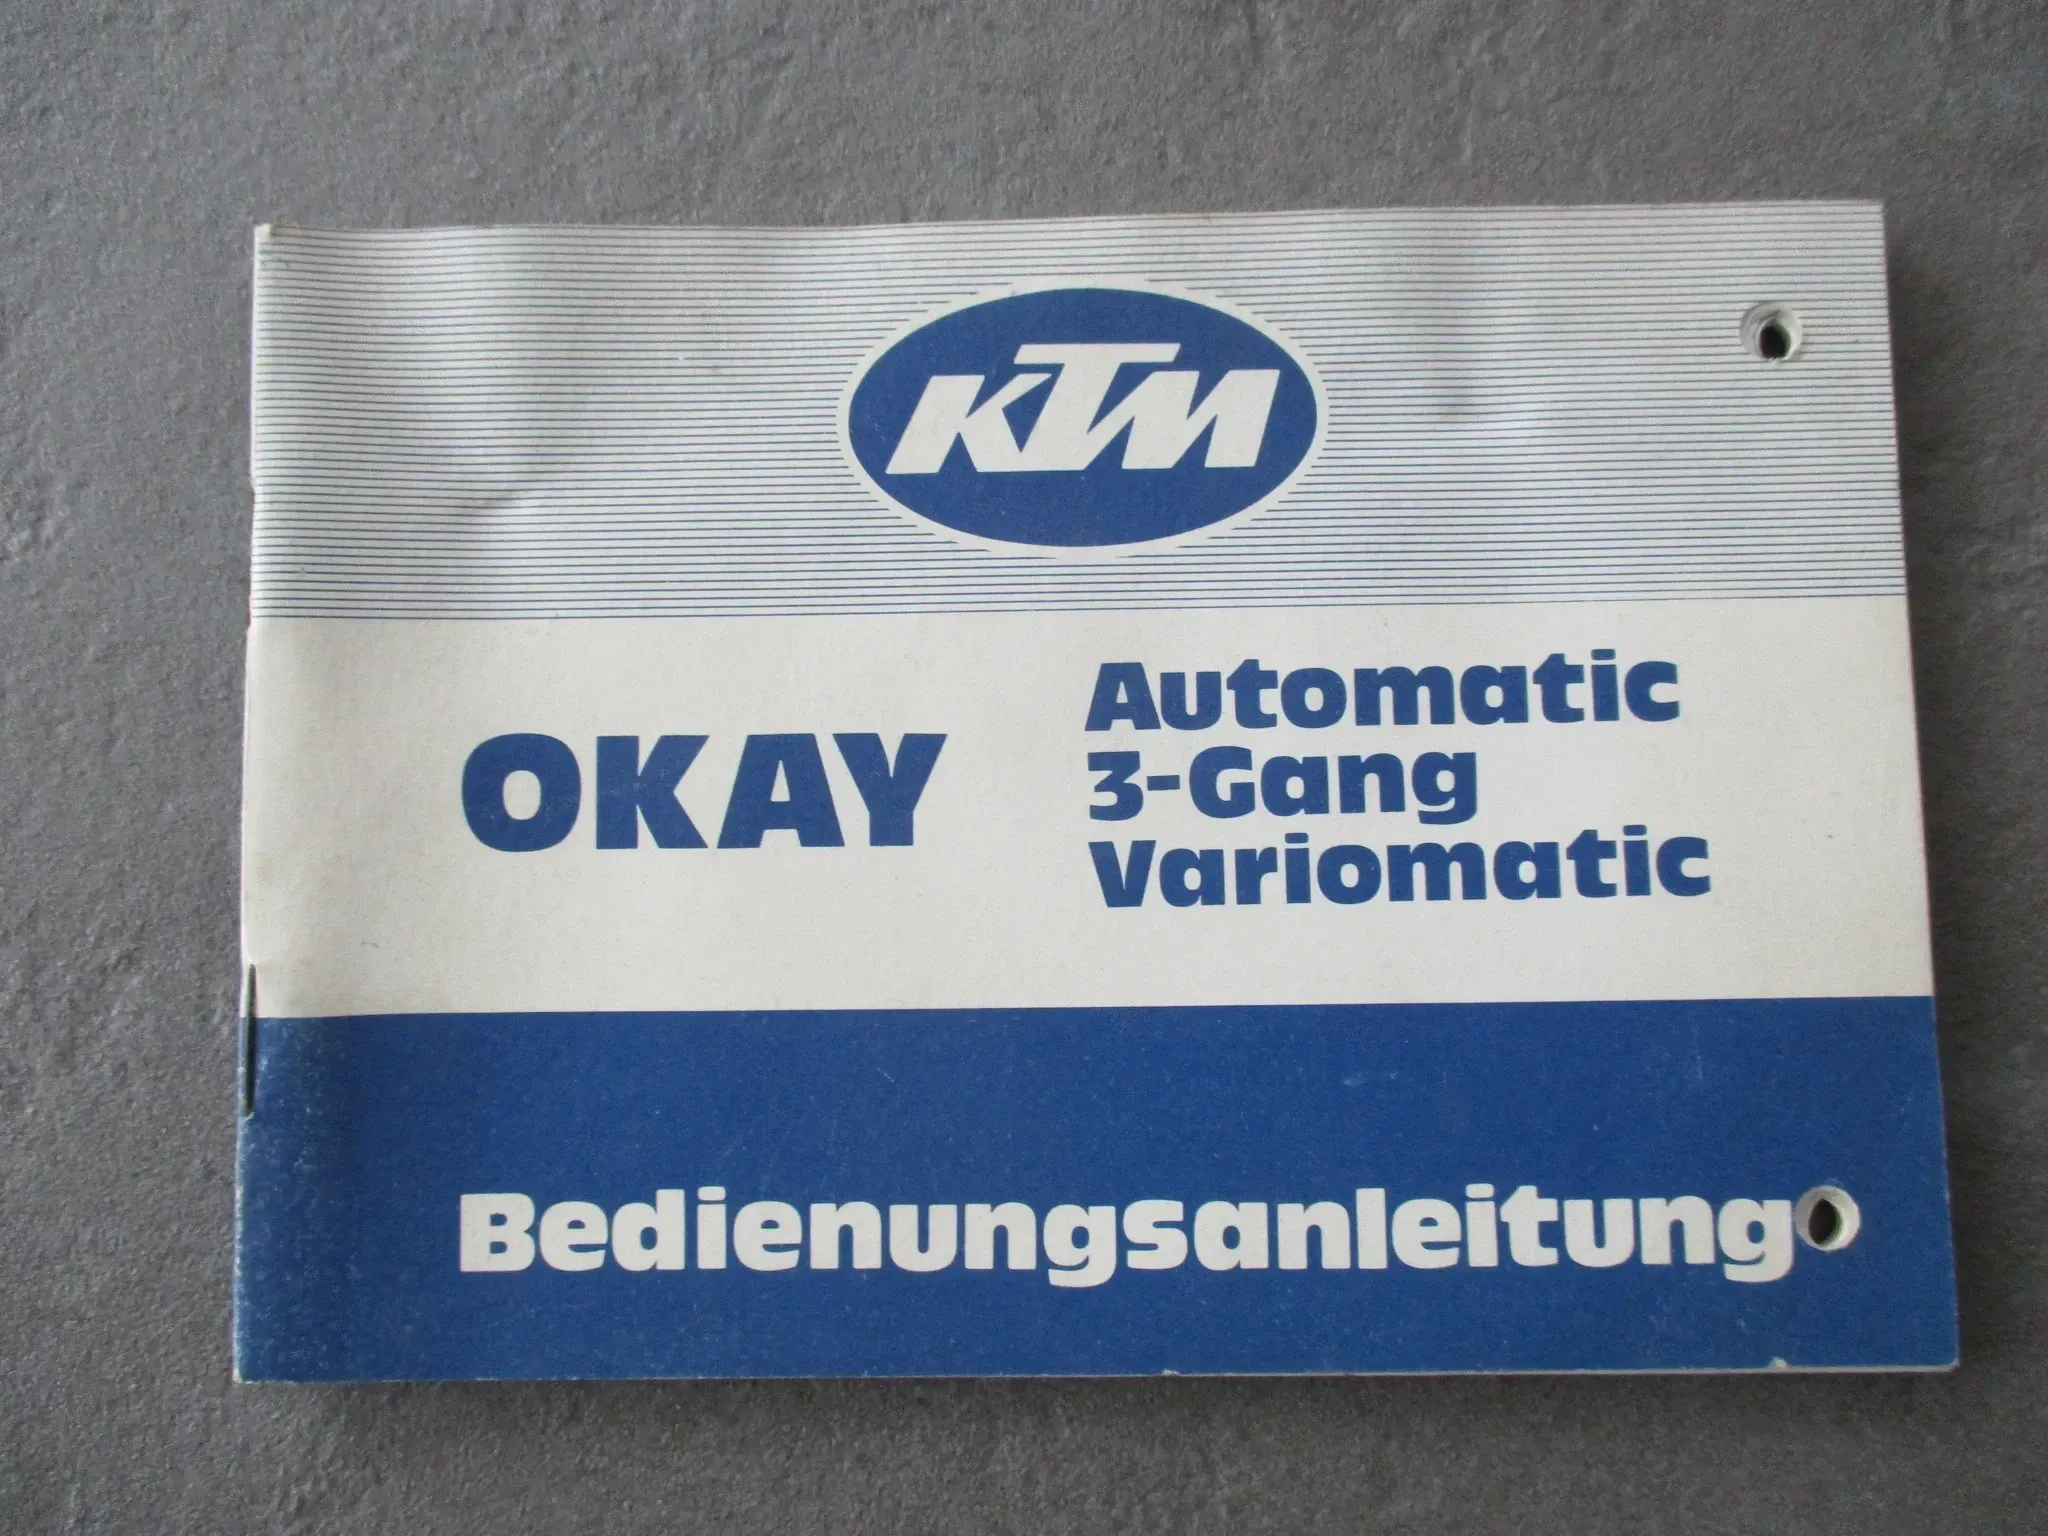 KTM
OKAY
Automatic
3-Gang
Variomatic
Bedienungsanleitung